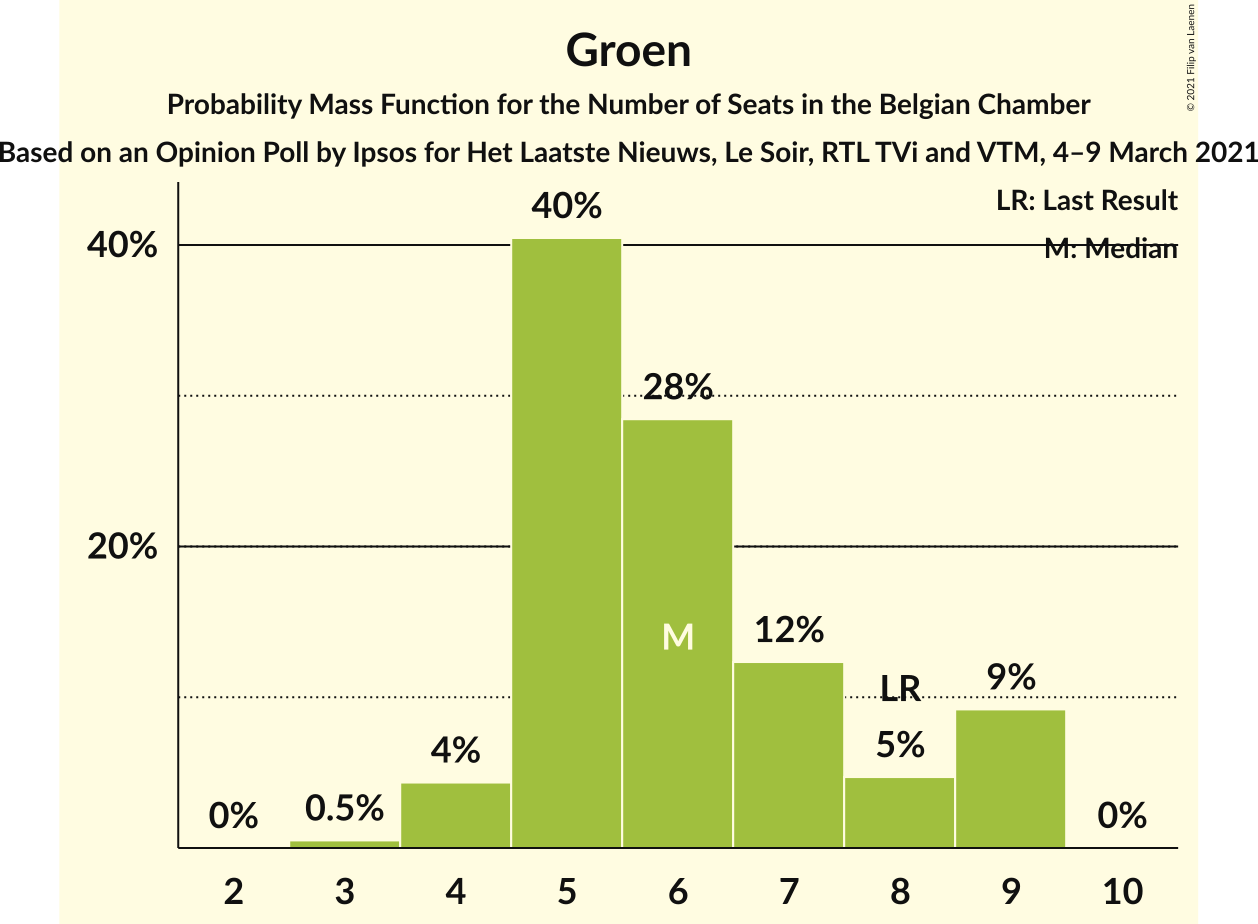 Groen
Probability Mass Function for the Number of Seats in the Belgian Chamber
Based on an Opinion Poll by Ipsos for Het Laatste Nieuws, Le Soir, RTL TVi and VTM, 4–9 March 2021
© 2021 Filip van Laenen
LR: Last Result
M: Median
40%
20%
0%
0.5%
4%
40%
28%
M
12%
LR
5%
9%
0%
2 3 4 5 6 7 8 9 10